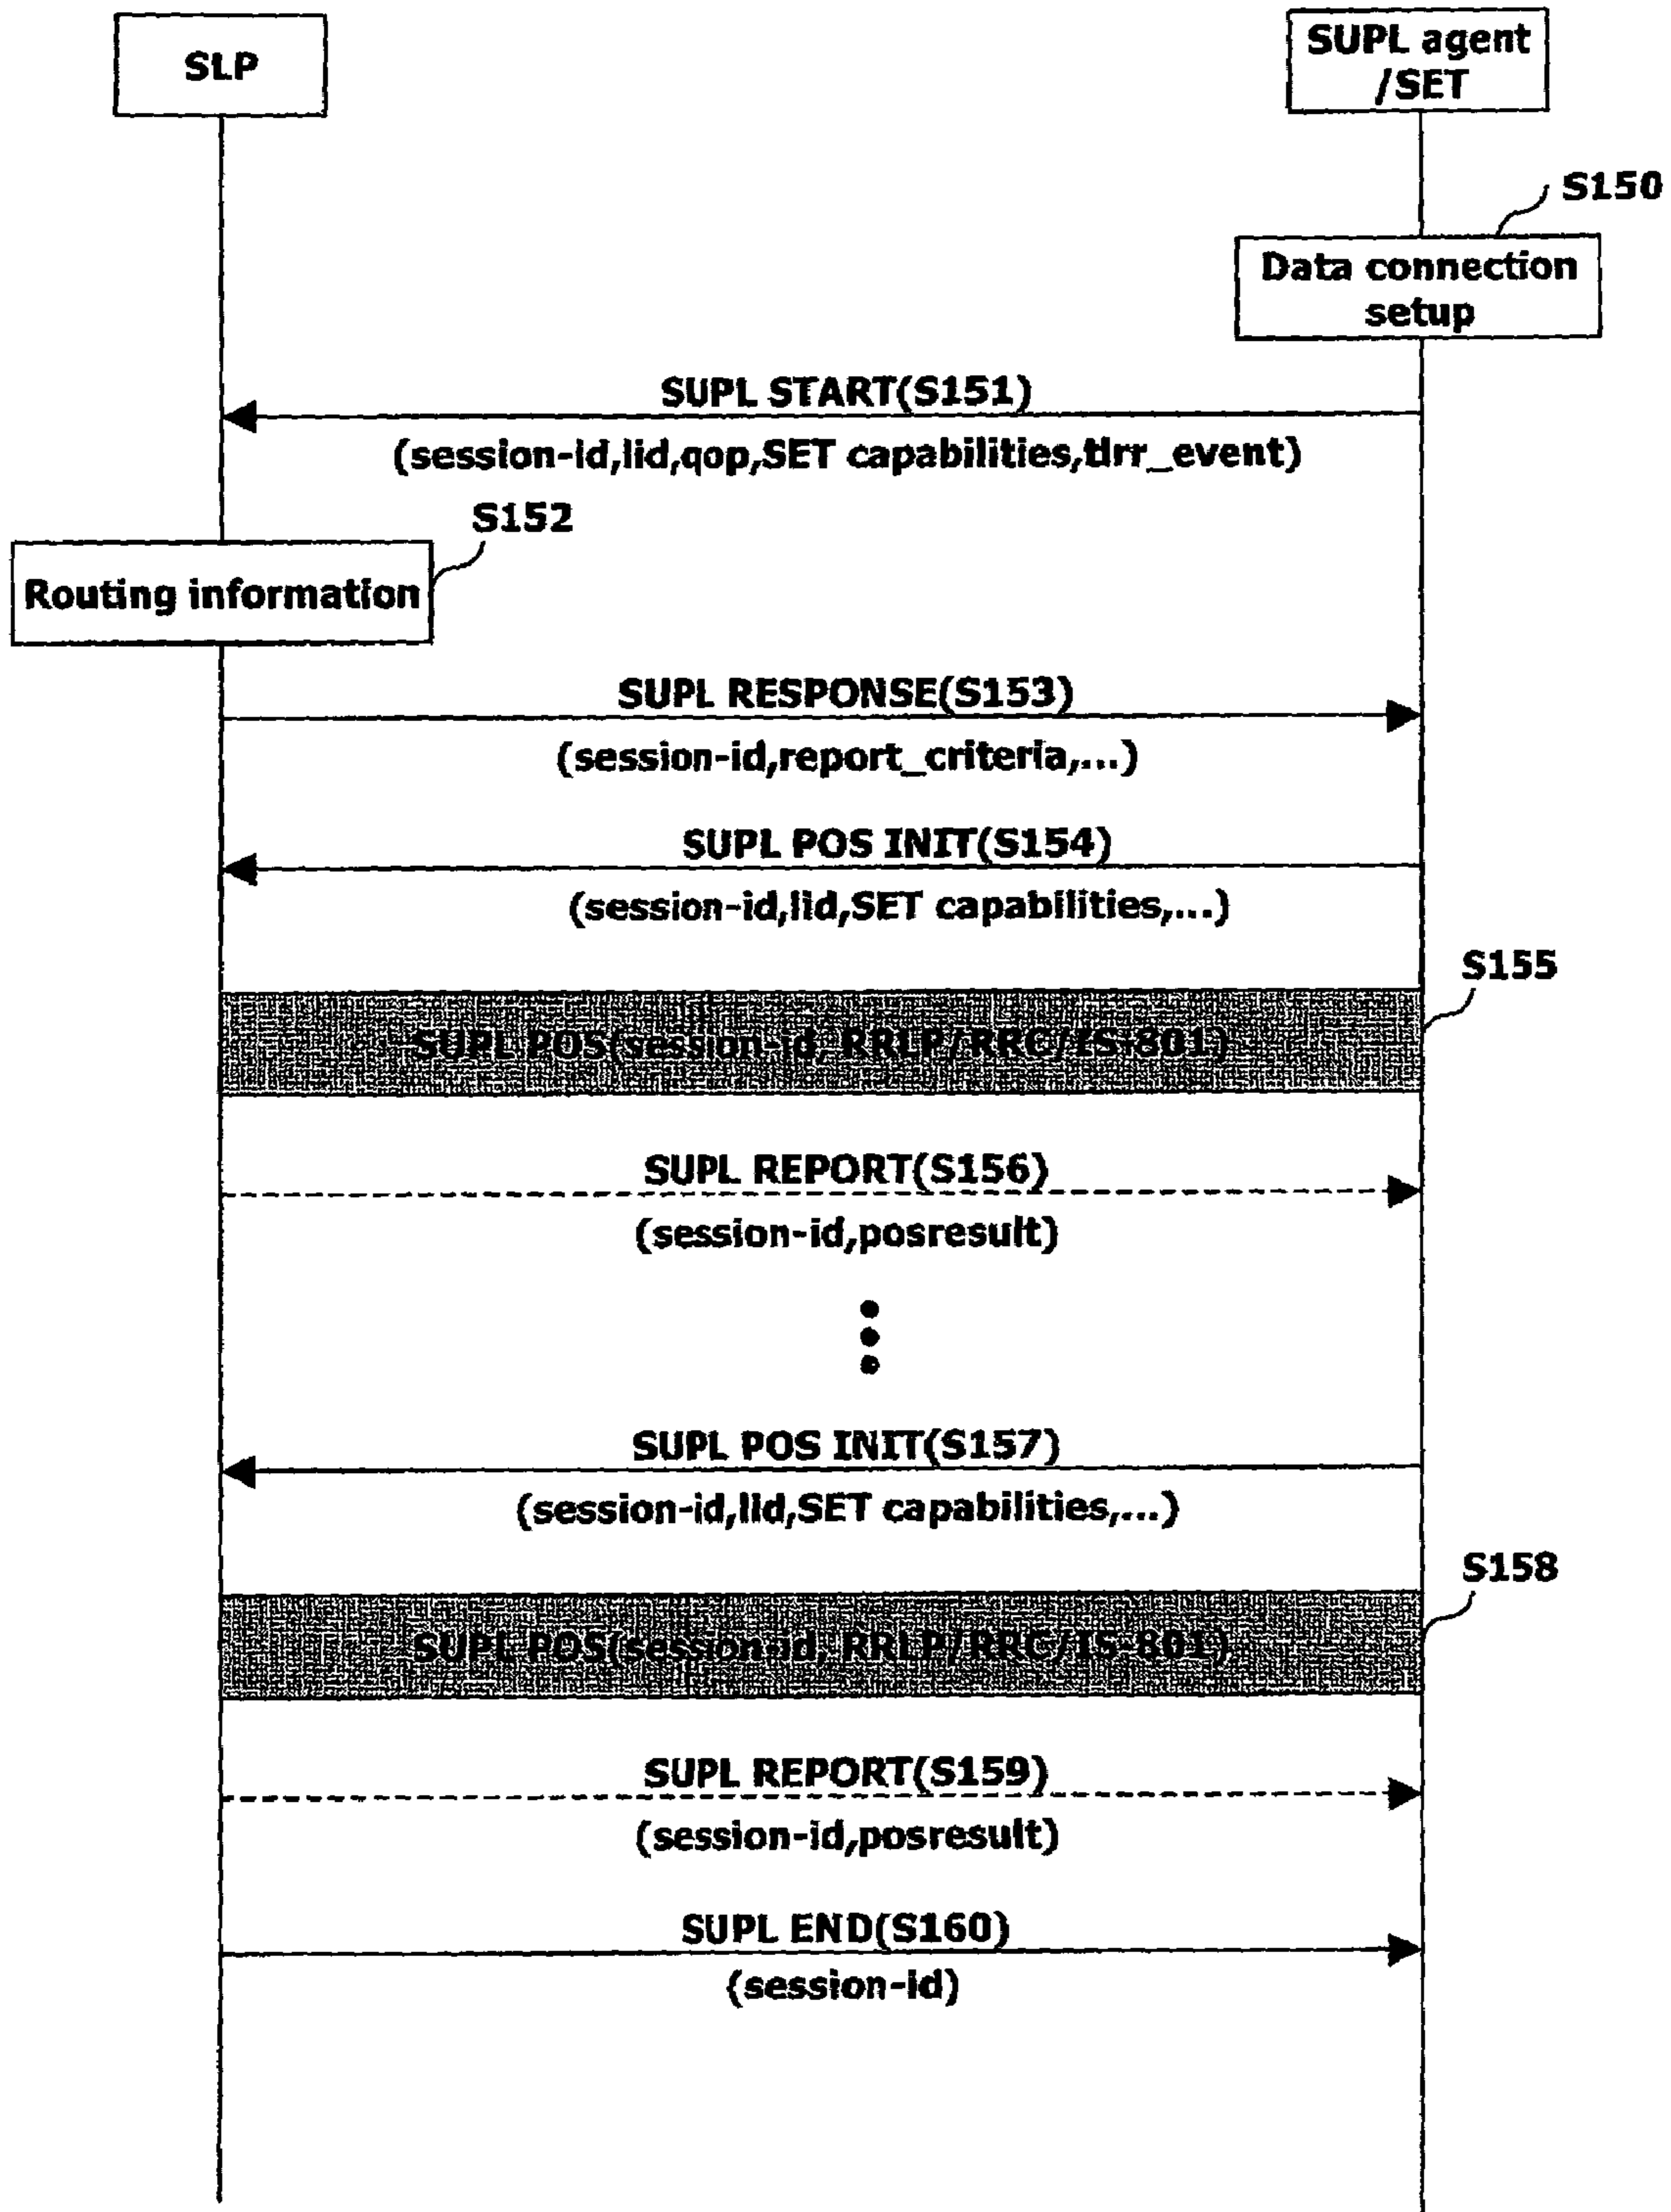 SLP
SUPL agent
/SET
S150
Data connection
setup
SUPL START(S151)
(session-id,lid,qop,SET capabilities,tlrr_event)
S152
Routing information
SUPL RESPONSE(S153)
(session-id,report_criteria,...)
SUPL POS INIT(S154)
(session-id,lid,SET capabilities,...)
S155
SUPL POS(session-id, RRLP/RRC/IS-801)
SUPL REPORT(S156)
(session-id,posresult)
SUPL POS INIT(S157)
(session-id,lid,SET capabilities,...)
S158
SUPL POS(session-id, RRLP/RRC/IS-801)
SUPL REPORT(S159)
(session-id,posresult)
SUPL END(S160)
(session-id)